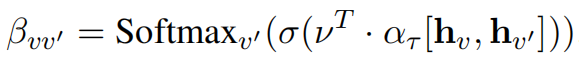 β_{vv'} = Softmax_{v'}(σ(ν^T · α_τ[h_v, h_{v'}]))